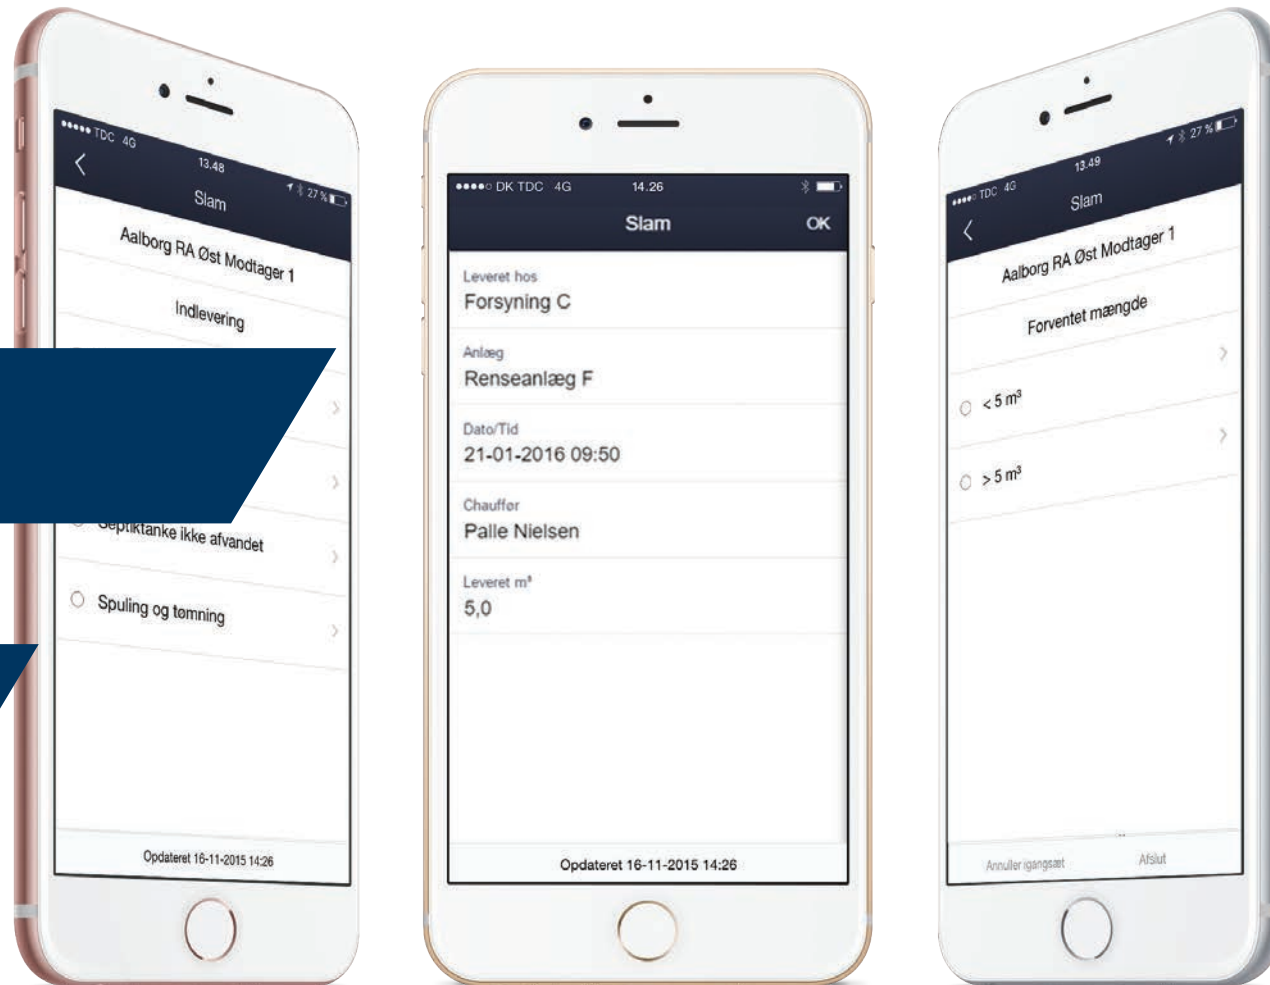 TDC 4G
13.48
27 %
Slam
Aalborg RA Øst Modtager 1
Indlevering
Septiktanke ikke afvandet
Spuling og tømning
Opdateret 16-11-2015 14:26
DK TDC 4G 14.26
Slam OK
Leveret hos
Forsyning C
Anlæg
Renseanlæg F
Dato/Tid
21-01-2016 09:50
Chauffør
Palle Nielsen
Leveret m³
5,0
Opdateret 16-11-2015 14:26
TDC 4G
13.49
27 %
Slam
Aalborg RA Øst Modtager 1
Forventet mængde
< 5 m³
> 5 m³
Annuller igangsæt Afslut